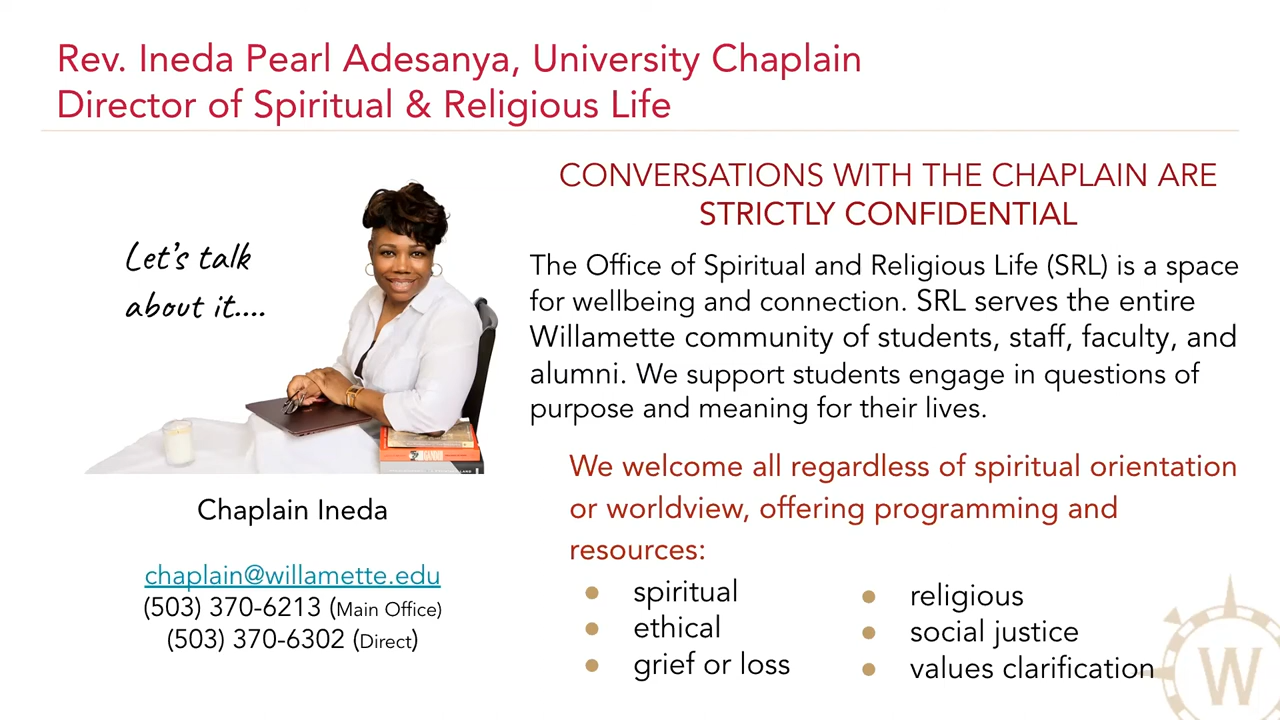 Rev. Ineda Pearl Adesanya, University Chaplain
Director of Spiritual & Religious Life
Let's talk
about it....
Chaplain Ineda
chaplain@willamette.edu
(503) 370-6213 (Main Office)
(503) 370-6302 (Direct)
CONVERSATIONS WITH THE CHAPLAIN ARE
STRICTLY CONFIDENTIAL
The Office of Spiritual and Religious Life (SRL) is a space
for wellbeing and connection. SRL serves the entire
Willamette community of students, staff, faculty, and
alumni. We support students engage in questions of
purpose and meaning for their lives.
We welcome all regardless of spiritual orientation
or worldview, offering programming and
resources:
● spiritual
● ethical
● grief or loss
● religious
● social justice
● values clarification
W